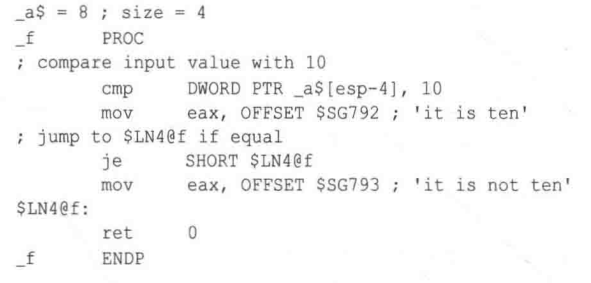 _a$ = 8 ; size = 4
_f PROC
; compare input value with 10
cmp DWORD PTR _a$[esp-4], 10
mov eax, OFFSET $SG792 ; 'it is ten'
; jump to $LN4@f if equal
je SHORT $LN4@f
mov eax, OFFSET $SG793 ; 'it is not ten'
$LN4@f:
ret 0
_f ENDP